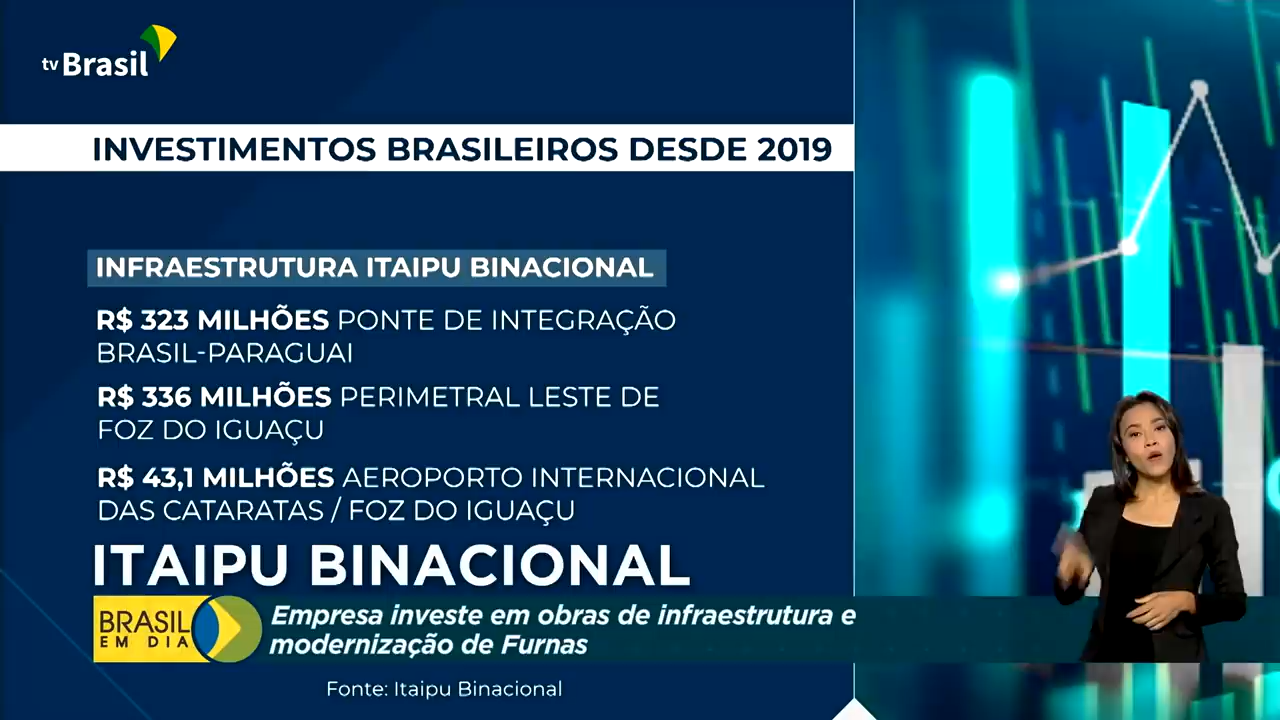 tv Brasil
INVESTIMENTOS BRASILEIROS DESDE 2019
INFRAESTRUTURA ITAIPU BINACIONAL
R$ 323 MILHÕES PONTE DE INTEGRAÇÃO
BRASIL-PARAGUAI
R$ 336 MILHÕES PERIMETRAL LESTE DE
FOZ DO IGUAÇU
R$ 43,1 MILHÕES AEROPORTO INTERNACIONAL
DAS CATARATAS / FOZ DO IGUAÇU
ITAIPU BINACIONAL
BRASIL
EM DIA
Empresa investe em obras de infraestrutura e
modernização de Furnas
Fonte: Itaipu Binacional